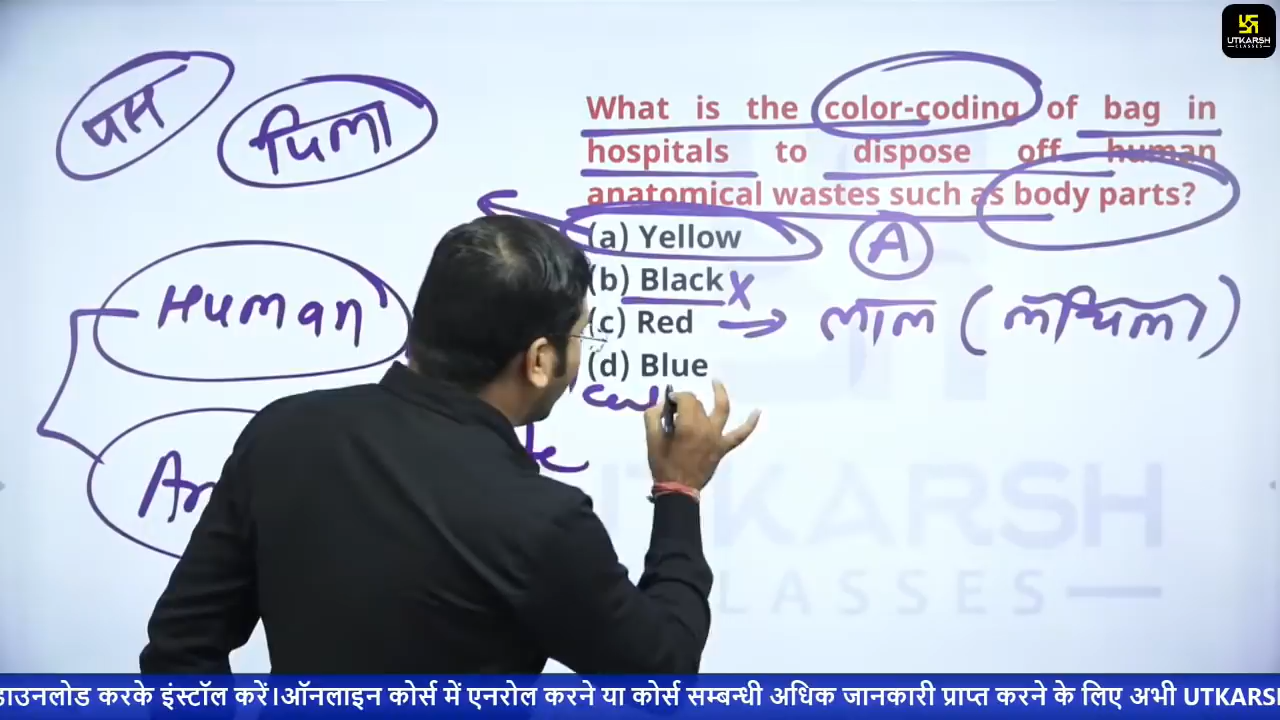 UTKARSH
CLASSES
What is the color-coding of bag in
hospitals to dispose off human
anatomical wastes such as body parts?
(a) Yellow A
(b) Black X
(c) Red → लाल
(d) Blue
पिला
Human
UTKARSH
CLASSES
डाउनलोड करके इंस्टॉल करें।ऑनलाइन कोर्स में एनरोल करने या कोर्स सम्बन्धी अधिक जानकारी प्राप्त करने के लिए अभी UTKARS